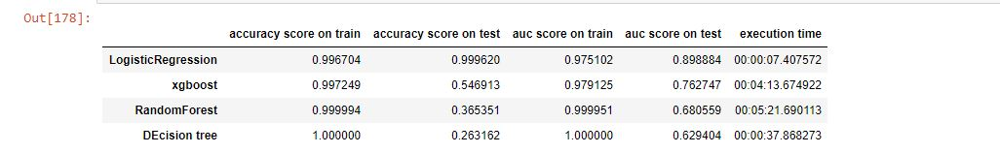 Out[178]:
accuracy score on train accuracy score on test auc score on train auc score on test execution time
LogisticRegression 0.996704 0.999620 0.975102 0.898884 00:00:07.407572
xgboost 0.997249 0.546913 0.979125 0.762747 00:04:13.674922
RandomForest 0.999994 0.365351 0.999951 0.680559 00:05:21.690113
DEcision tree 1.000000 0.263162 1.000000 0.629404 00:00:37.868273